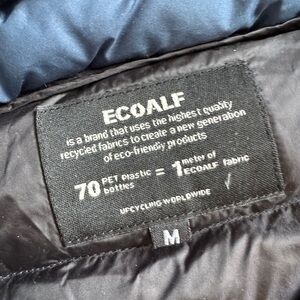 ECOALF
is a brand that uses the highest quality
recycled fabrics to create a new generation
of eco-friendly products
70 PET plastic bottles = 1 meter of ECOALF fabric
UPCYCLING WORLDWIDE
M